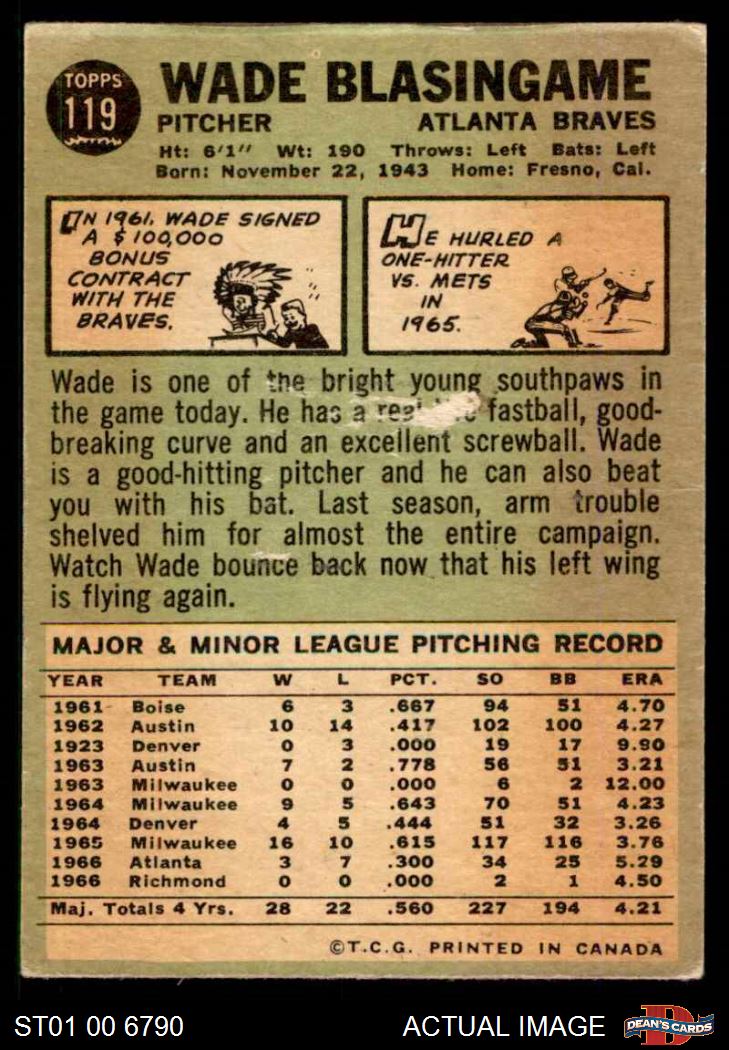 TOPPS
119
WADE BLASINGAME
PITCHER ATLANTA BRAVES
Ht: 6'1" Wt: 190 Throws: Left Bats: Left
Born: November 22, 1943 Home: Fresno, Cal.
IN 1961, WADE SIGNED
A $100,000
BONUS
CONTRACT
WITH THE
BRAVES.
HE HURLED A
ONE-HITTER
VS. METS
IN
1965.
Wade is one of the bright young southpaws in
the game today. He has a fastball, good-
breaking curve and an excellent screwball. Wade
is a good-hitting pitcher and he can also beat
you with his bat. Last season, arm trouble
shelved him for almost the entire campaign.
Watch Wade bounce back now that his left wing
is flying again.
MAJOR & MINOR LEAGUE PITCHING RECORD
YEAR TEAM W L PCT. SO BB ERA
1961 Boise 6 3 .667 94 51 4.70
1962 Austin 10 14 .417 102 100 4.27
1923 Denver 0 3 .000 19 17 9.90
1963 Austin 7 2 .778 56 51 3.21
1963 Milwaukee 0 0 .000 6 2 12.00
1964 Milwaukee 9 5 .643 70 51 4.23
1964 Denver 4 5 .444 51 32 3.26
1965 Milwaukee 16 10 .615 117 116 3.76
1966 Atlanta 3 7 .300 34 25 5.29
1966 Richmond 0 0 .000 2 1 4.50
Maj. Totals 4 Yrs. 28 22 .560 227 194 4.21
©T.C.G. PRINTED IN CANADA
ST01 00 6790 ACTUAL IMAGE DEAN'S CARDS